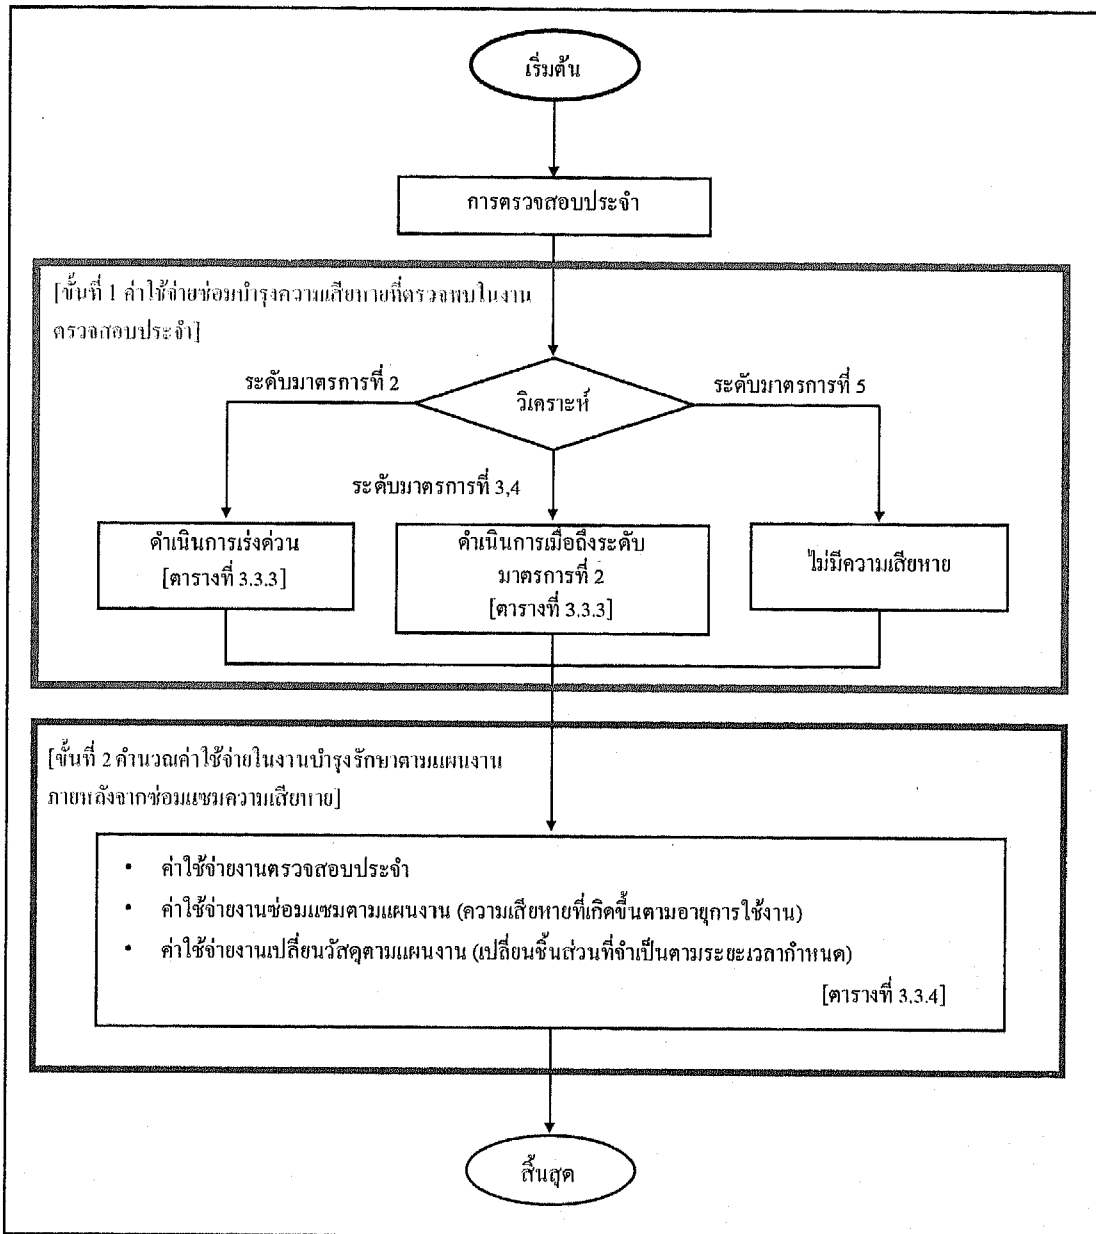 เริ่มต้น
การตรวจสอบประจำ
[ขั้นที่ 1 ค่าใช้จ่ายซ่อมบำรุงความเสียหายที่ตรวจพบในงาน
ตรวจสอบประจำ]
ระดับมาตรการที่ 2
วิเคราะห์
ระดับมาตรการที่ 5
ระดับมาตรการที่ 3,4
ดำเนินการเร่งด่วน
[ตารางที่ 3.3.3]
ดำเนินการเมื่อถึงระดับ
มาตรการที่ 2
[ตารางที่ 3.3.3]
ไม่มีความเสียหาย
[ขั้นที่ 2 คำนวณค่าใช้จ่ายในงานบำรุงรักษาตามแผนงาน
ภายหลังจากซ่อมแซมความเสียหาย]
• ค่าใช้จ่ายงานตรวจสอบประจำ
• ค่าใช้จ่ายงานซ่อมแซมตามแผนงาน (ความเสียหายที่เกิดขึ้นตามอายุการใช้งาน)
• ค่าใช้จ่ายงานเปลี่ยนวัสดุตามแผนงาน (เปลี่ยนชิ้นส่วนที่จำเป็นตามระยะเวลากำหนด)
[ตารางที่ 3.3.4]
สิ้นสุด